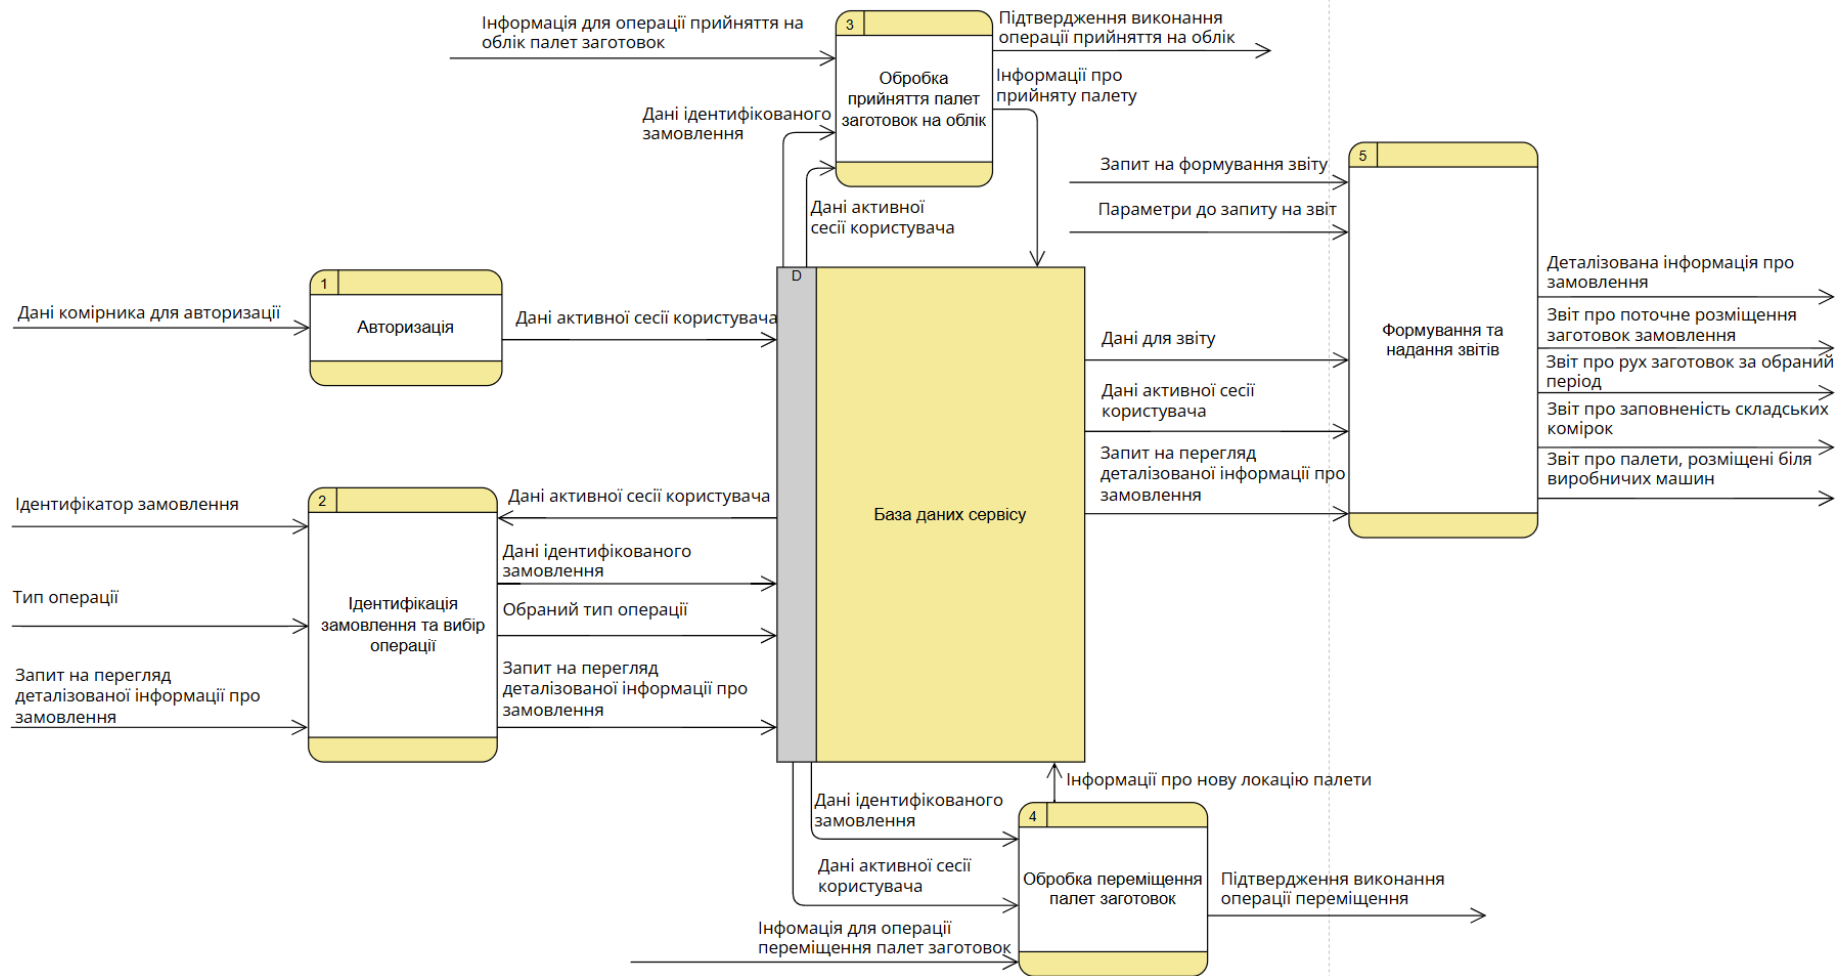 Інформація для операції прийняття на
облік палет заготовок
3
Обробка
прийняття палет
заготовок на облік
Підтвердження виконання
операції прийняття на облік
Інформації про
прийняту палету
Дані ідентифікованого
замовлення
Дані активної
сесії користувача
Запит на формування звіту
Параметри до запиту на звіт
5
Формування та
надання звітів
Деталізована інформація про
замовлення
Звіт про поточне розміщення
заготовок замовлення
Звіт про рух заготовок за обраний
період
Звіт про заповненість складських
комірок
Звіт про палети, розміщені біля
виробничих машин
Дані комірника для авторизації
1
Авторизація
Дані активної сесії користувача
D
База даних сервісу
Дані для звіту
Дані активної сесії
користувача
Запит на перегляд
деталізованої інформації про
замовлення
Ідентифікатор замовлення
Тип операції
Запит на перегляд
деталізованої інформації про
замовлення
2
Ідентифікація
замовлення та вибір
операції
Дані активної сесії користувача
Дані ідентифікованого
замовлення
Обраний тип операції
Запит на перегляд
деталізованої інформації про
замовлення
Інформації про нову локацію палети
Дані ідентифікованого
замовлення
Дані активної сесії
користувача
Інфомація для операції
переміщення палет заготовок
4
Обробка переміщення
палет заготовок
Підтвердження виконання
операції переміщення